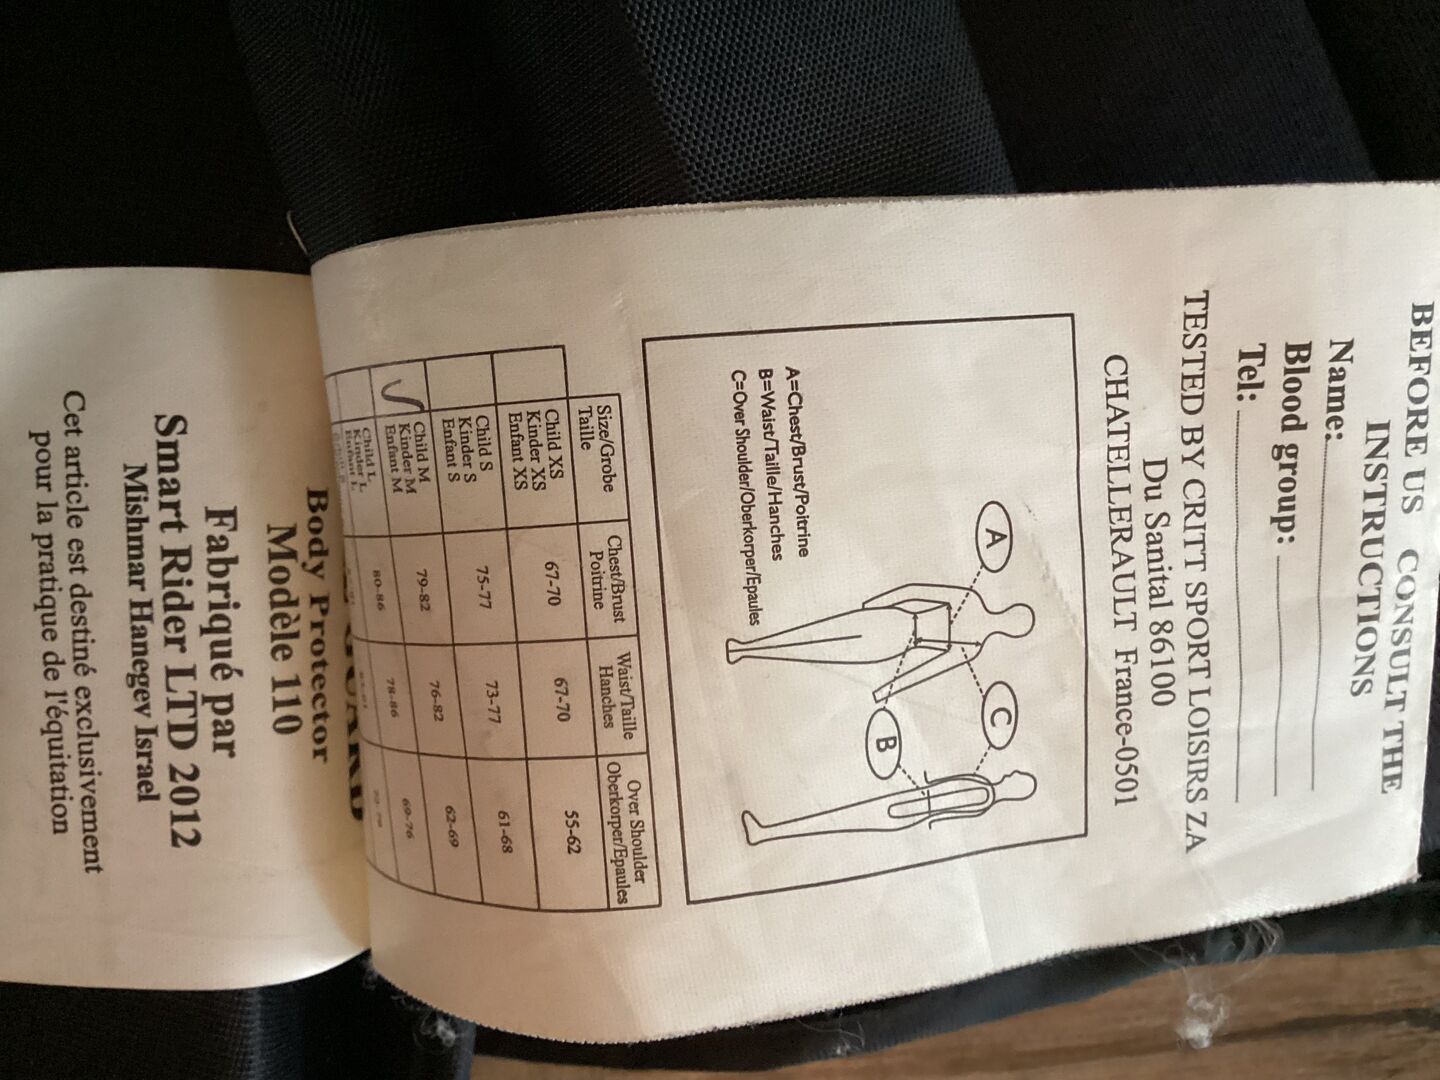 BEFORE US CONSULT THE
INSTRUCTIONS
Name:
Blood group:
Tel:
TESTED BY CRITT SPORT LOISIRS ZA
Du Sanital 86100
CHATELLERAULT France-0501
A
C
B
A=Chest/Brust/Poitrine
B=Waist/Taille/Hanches
C=Over Shoulder/Oberkorper/Epaules
Size/Grobe Chest/Brust Waist/Taille Over Shoulder
Taille Poitrine Hanches Oberkorper/Epaules
Child XS
Kinder XS 67-70 67-70 55-62
Enfant XS
Child S
Kinder S 75-77 73-77 61-68
Enfant S
Child M
Kinder M 79-82 76-82 62-69
Enfant M
Child L
Kinder L 80-86 78-86 69-76
Enfant L
Body Protector
Modèle 110
Fabriqué par
Smart Rider LTD 2012
Mishmar Hanegev Israel
Cet article est destiné exclusivement
pour la pratique de l'équitation